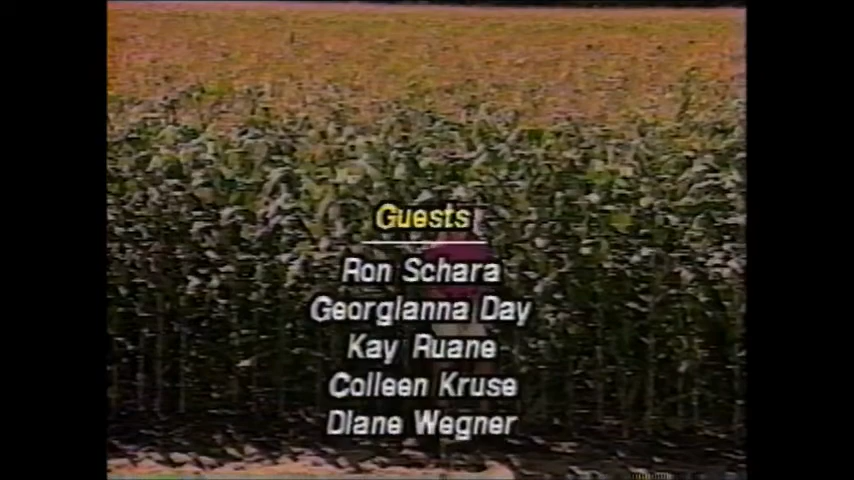 Guests
Ron Schara
Georgianna Day
Kay Ruane
Colleen Kruse
Diane Wegner